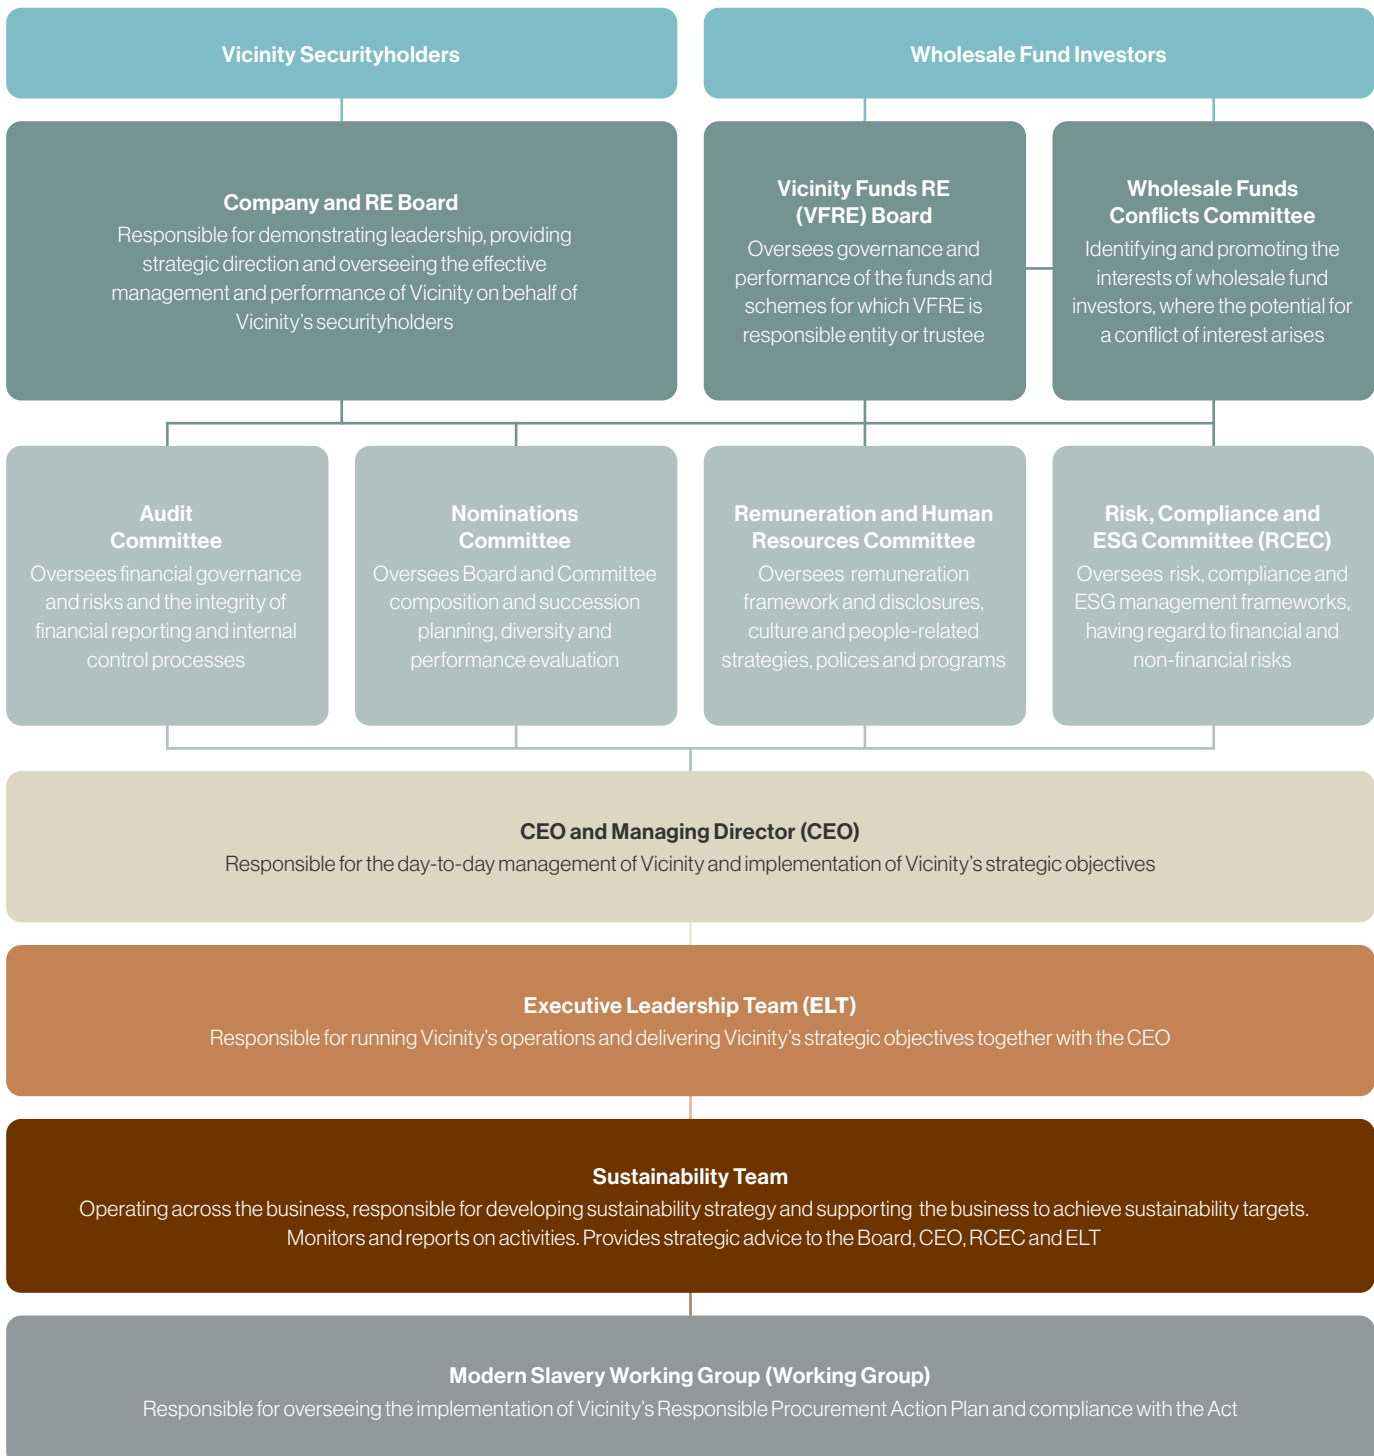 Vicinity Securityholders
Wholesale Fund Investors
Company and RE Board
Responsible for demonstrating leadership, providing
strategic direction and overseeing the effective
management and performance of Vicinity on behalf of
Vicinity's securityholders
Vicinity Funds RE
(VFRE) Board
Oversees governance and
performance of the funds and
schemes for which VFRE is
responsible entity or trustee
Wholesale Funds
Conflicts Committee
Identifying and promoting the
interests of wholesale fund
investors, where the potential for
a conflict of interest arises
Audit
Committee
Oversees financial governance
and risks and the integrity of
financial reporting and internal
control processes
Nominations
Committee
Oversees Board and Committee
composition and succession
planning, diversity and
performance evaluation
Remuneration and Human
Resources Committee
Oversees remuneration
framework and disclosures,
culture and people-related
strategies, polices and programs
Risk, Compliance and
ESG Committee (RCEC)
Oversees risk, compliance and
ESG management frameworks,
having regard to financial and
non-financial risks
CEO and Managing Director (CEO)
Responsible for the day-to-day management of Vicinity and implementation of Vicinity's strategic objectives
Executive Leadership Team (ELT)
Responsible for running Vicinity's operations and delivering Vicinity's strategic objectives together with the CEO
Sustainability Team
Operating across the business, responsible for developing sustainability strategy and supporting the business to achieve sustainability targets.
Monitors and reports on activities. Provides strategic advice to the Board, CEO, RCEC and ELT
Modern Slavery Working Group (Working Group)
Responsible for overseeing the implementation of Vicinity's Responsible Procurement Action Plan and compliance with the Act